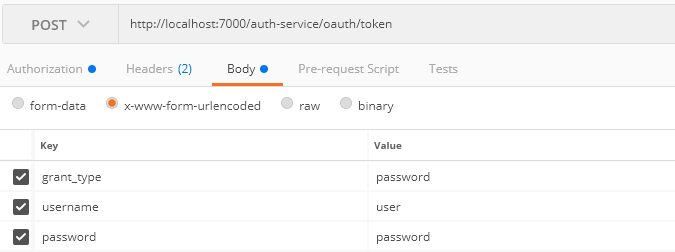 POST http://localhost:7000/auth-service/oauth/token
Authorization Headers (2) Body Pre-request Script Tests
form-data x-www-form-urlencoded raw binary
Key Value
grant_type password
username user
password password